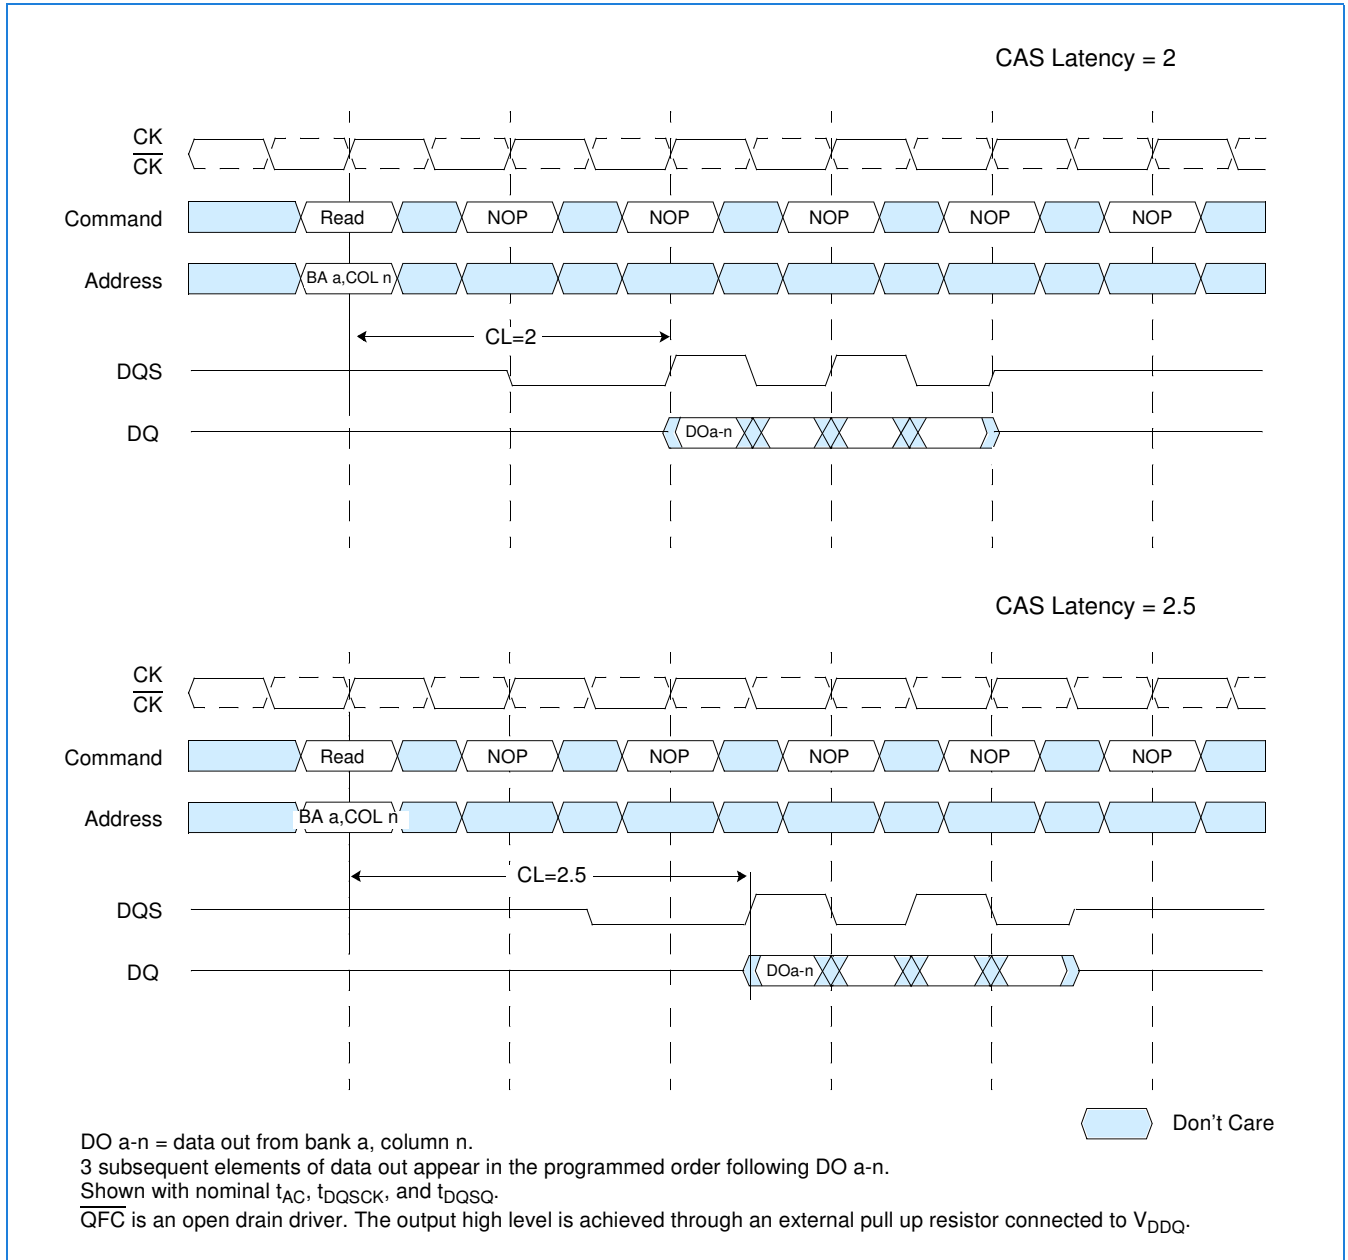 CAS Latency = 2
CK
CK
Command Read NOP NOP NOP NOP NOP
Address BA a,COL n
CL=2
DQS
DQ DOa-n
CAS Latency = 2.5
CK
CK
Command Read NOP NOP NOP NOP NOP
Address BA a,COL n
CL=2.5
DQS
DQ DOa-n
Don't Care
DO a-n = data out from bank a, column n.
3 subsequent elements of data out appear in the programmed order following DO a-n.
Shown with nominal tAC, tDQSCK, and tDQSQ.
QFC is an open drain driver. The output high level is achieved through an external pull up resistor connected to VDDQ.